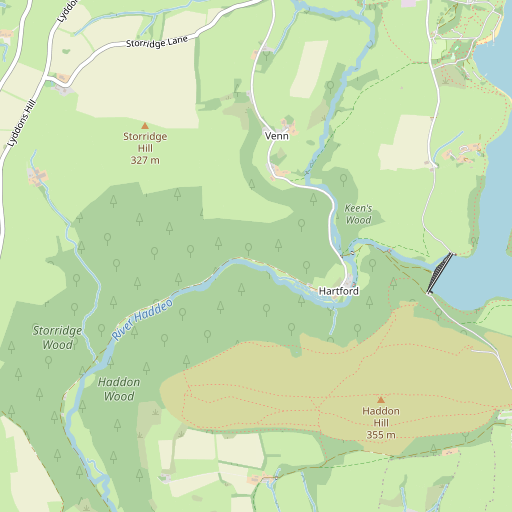 Lyddon
Storridge Lane
Lyddons Hill
Storridge
Hill
327 m
Venn
Keen's
Wood
Hartford
River Haddeo
Storridge
Wood
Haddon
Wood
Haddon
Hill
355 m